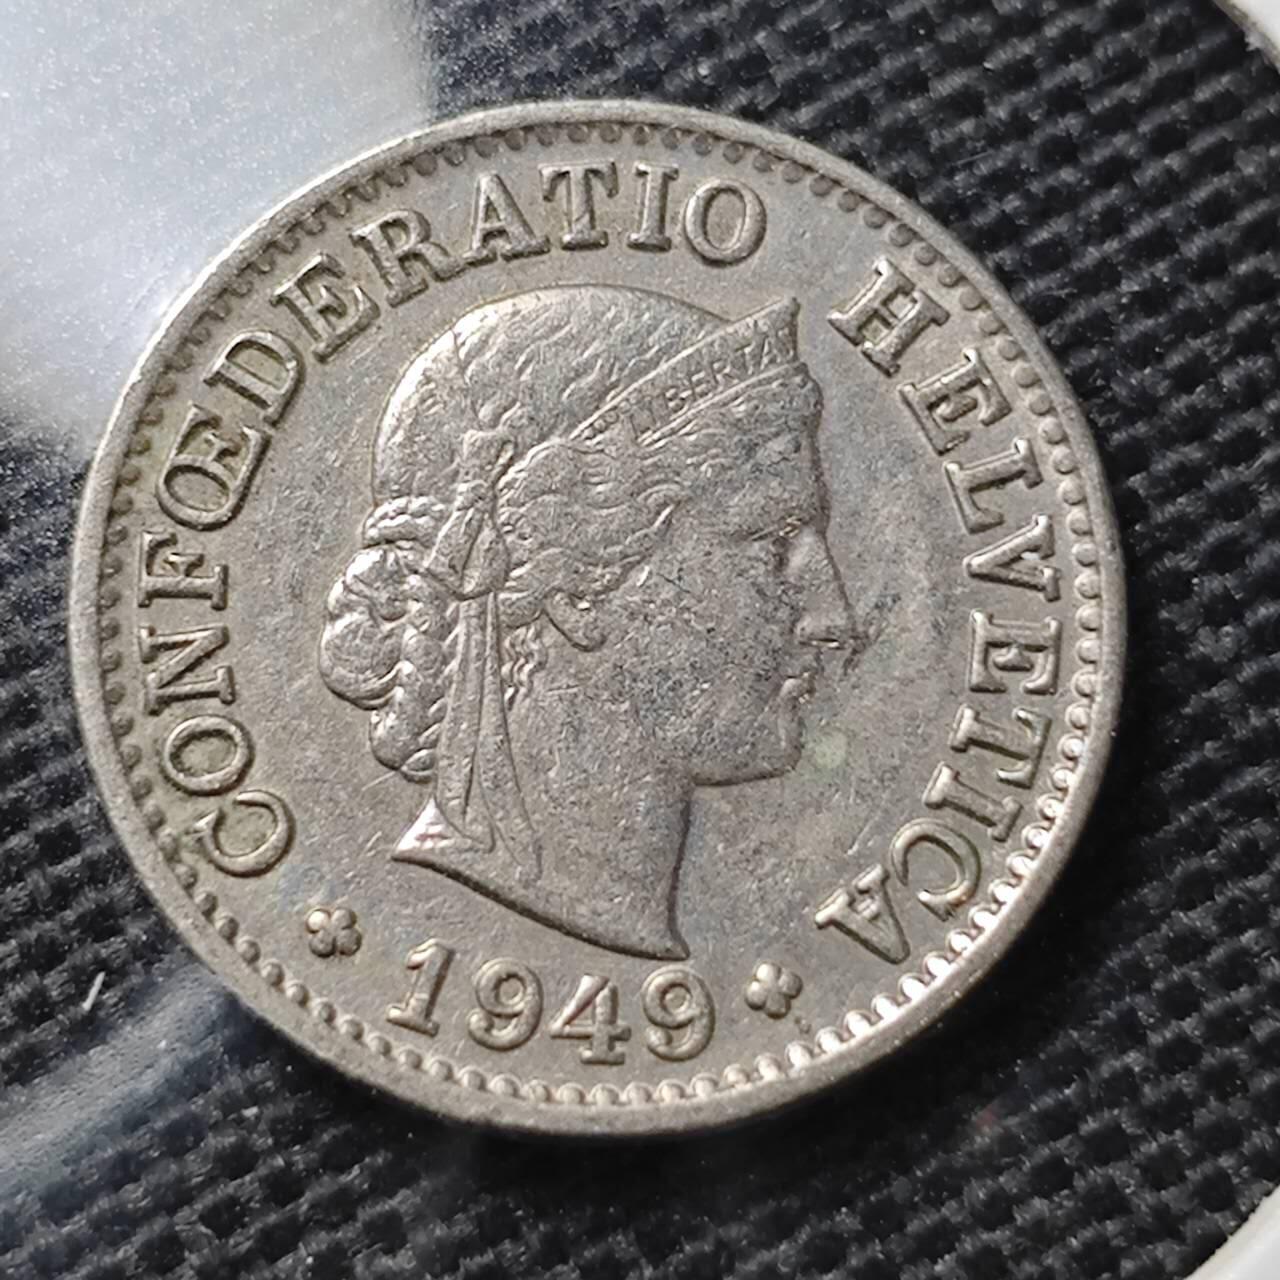 CONFŒDERATIO HELVETICA
LIBERTAS
1949